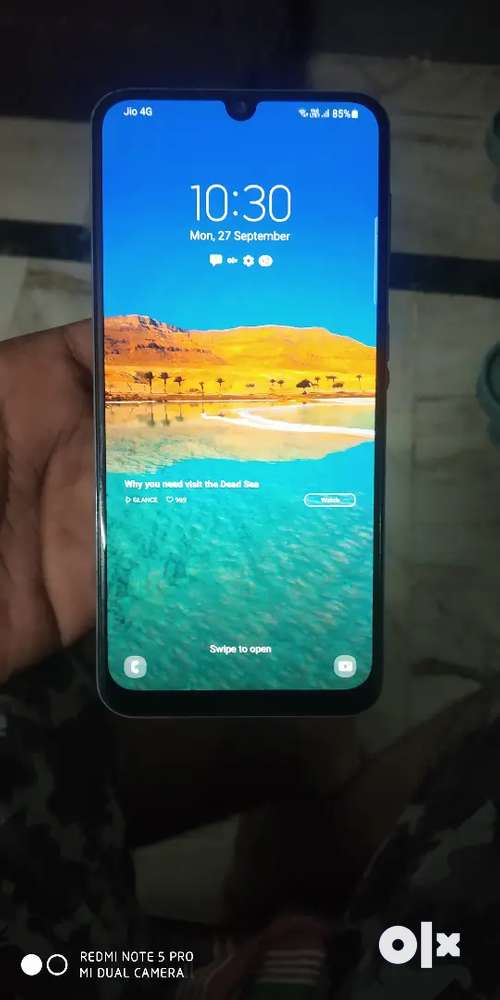 Jio 4G 85%
10:30
Mon, 27 September
Why you need visit the Dead Sea
GLANCE Watch
Swipe to open
olx
REDMI NOTE 5 PRO
MI DUAL CAMERA